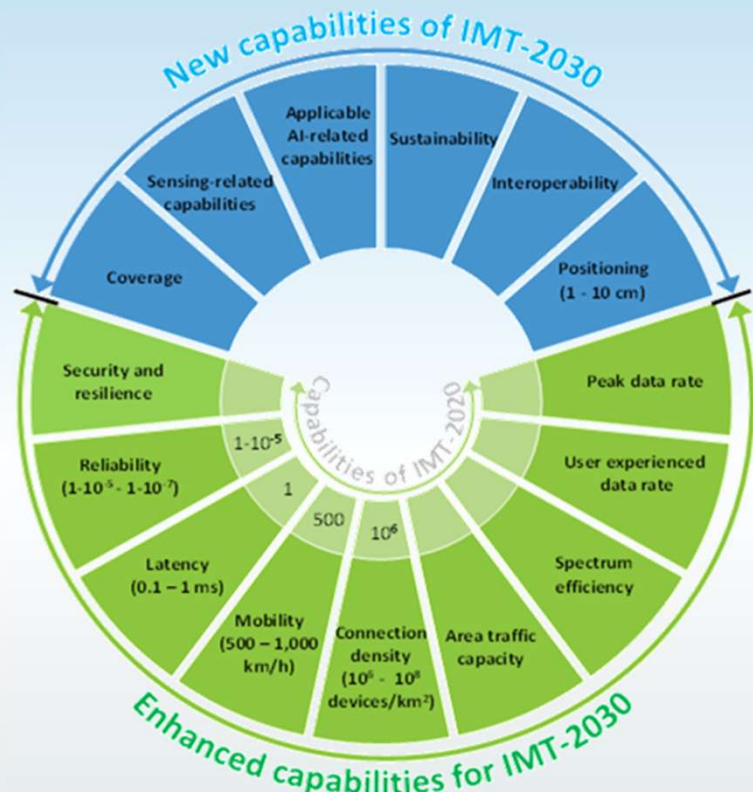 New capabilities of IMT-2030
Applicable
AI-related
capabilities
Sustainability
Sensing-related
capabilities
Interoperability
Coverage
Positioning
(1 - 10 cm)
Security and
resilience
Peak data rate
Capabilities of IMT-2020
Reliability
(1-10⁻⁵ - 1-10⁻⁷)
1-10⁻⁵
User experienced
data rate
Latency
(0.1 – 1 ms)
1
Spectrum
efficiency
Mobility
(500 – 1,000
km/h)
500
Connection
density
(10⁶ - 10⁸
devices/km²)
10⁶
Area traffic
capacity
Enhanced capabilities for IMT-2030